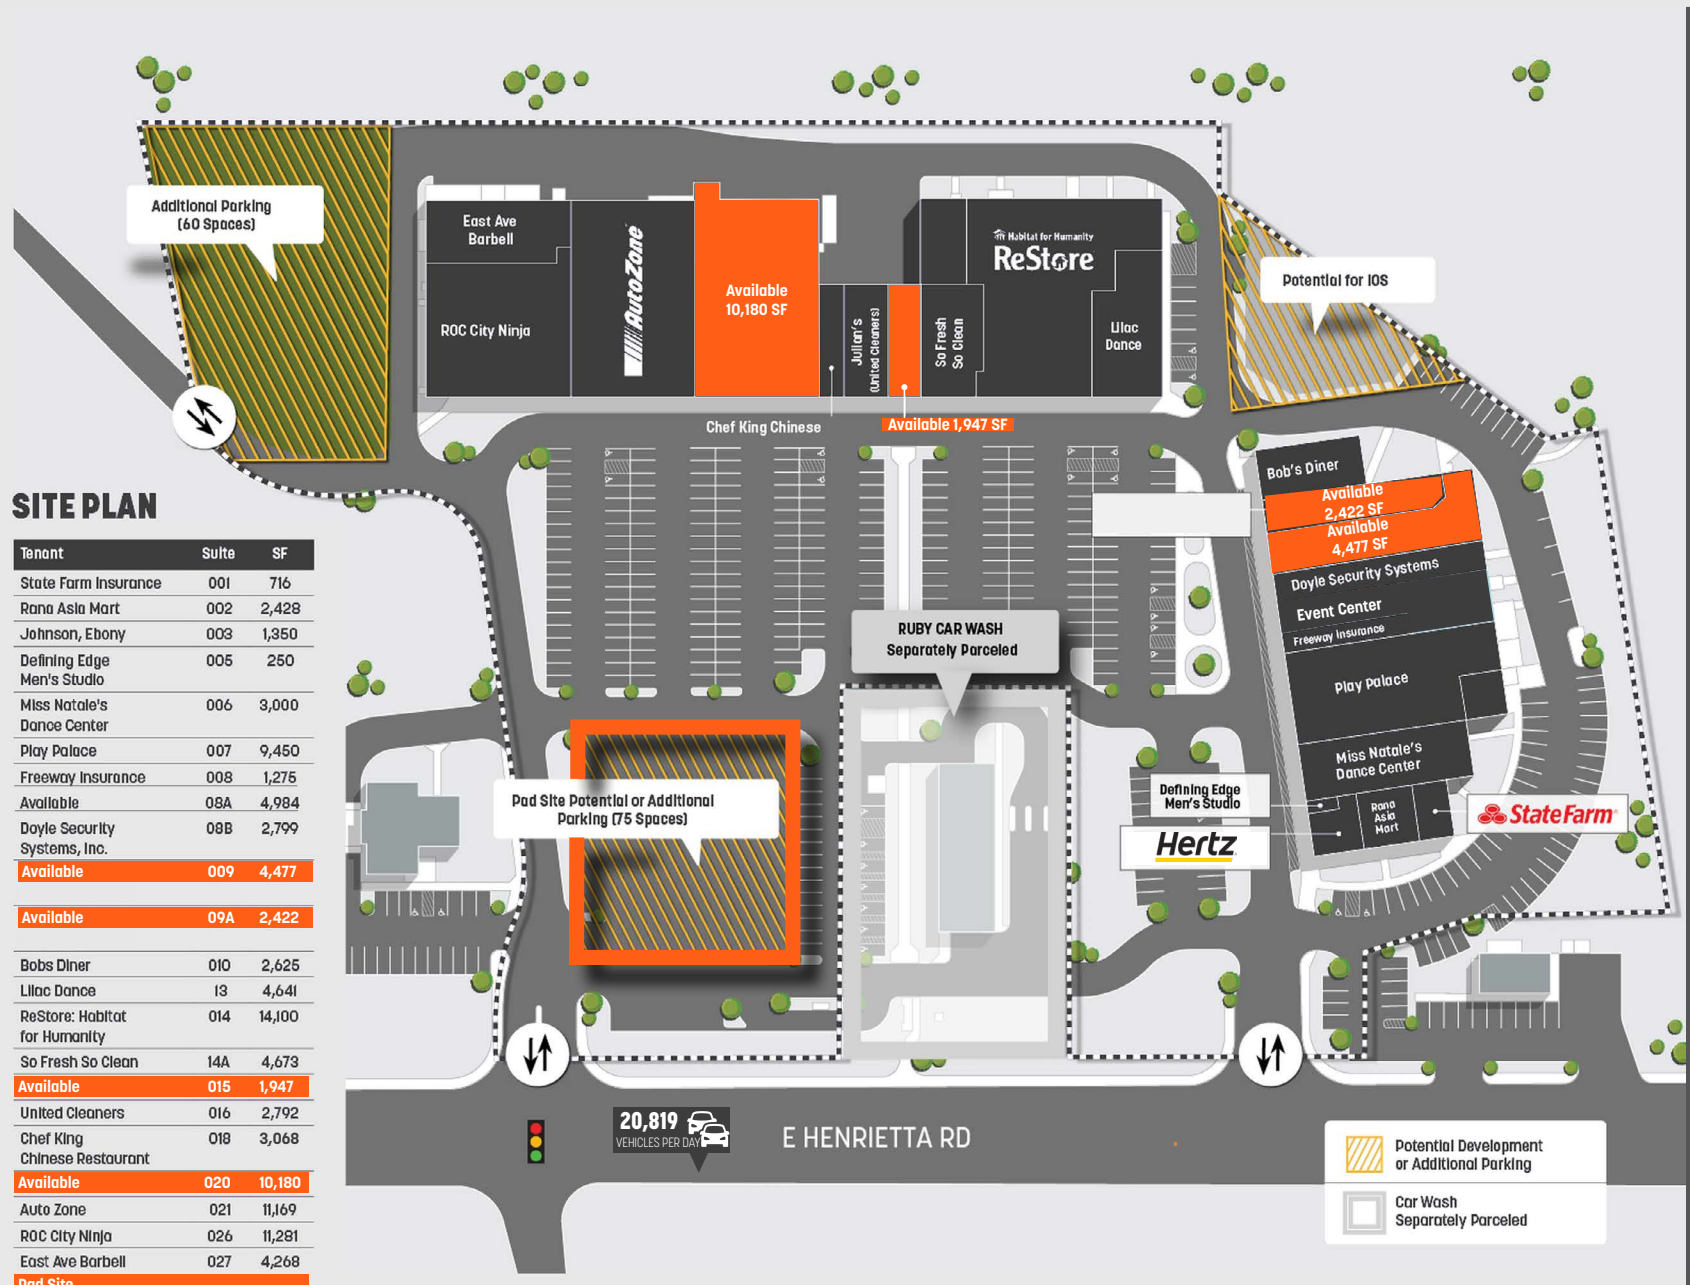 Additional Parking
(60 Spaces)
East Ave
Barbell
ROC City Ninja
AutoZone
Available
10,180 SF
Chef King Chinese
Julian's
(United Cleaners)
Available 1,947 SF
So Fresh
So Clean
Habitat for Humanity
ReStore
Lilac
Dance
Potential for IOS
Bob's Diner
Available
2,422 SF
Available
4,477 SF
Doyle Security Systems
Event Center
Freeway Insurance
Play Palace
Miss Natale's
Dance Center
Defining Edge
Men's Studio
Hertz
Rana
Asia
Mart
StateFarm
RUBY CAR WASH
Separately Parceled
Pad Site Potential or Additional
Parking (75 Spaces)
SITE PLAN
Tenant Suite SF
State Farm Insurance 001 716
Rana Asia Mart 002 2,428
Johnson, Ebony 003 1,350
Defining Edge 005 250
Men's Studio
Miss Natale's 006 3,000
Dance Center
Play Palace 007 9,450
Freeway Insurance 008 1,275
Available 08A 4,984
Doyle Security 08B 2,799
Systems, Inc.
Available 009 4,477
Available 09A 2,422
Bobs Diner 010 2,625
Lilac Dance 13 4,641
ReStore: Habitat 014 14,100
for Humanity
So Fresh So Clean 14A 4,673
Available 015 1,947
United Cleaners 016 2,792
Chef King 018 3,068
Chinese Restaurant
Available 020 10,180
Auto Zone 021 11,169
ROC City Ninja 026 11,281
East Ave Barbell 027 4,268
Pad Site
20,819
VEHICLES PER DAY
E HENRIETTA RD
Potential Development
or Additional Parking
Car Wash
Separately Parceled